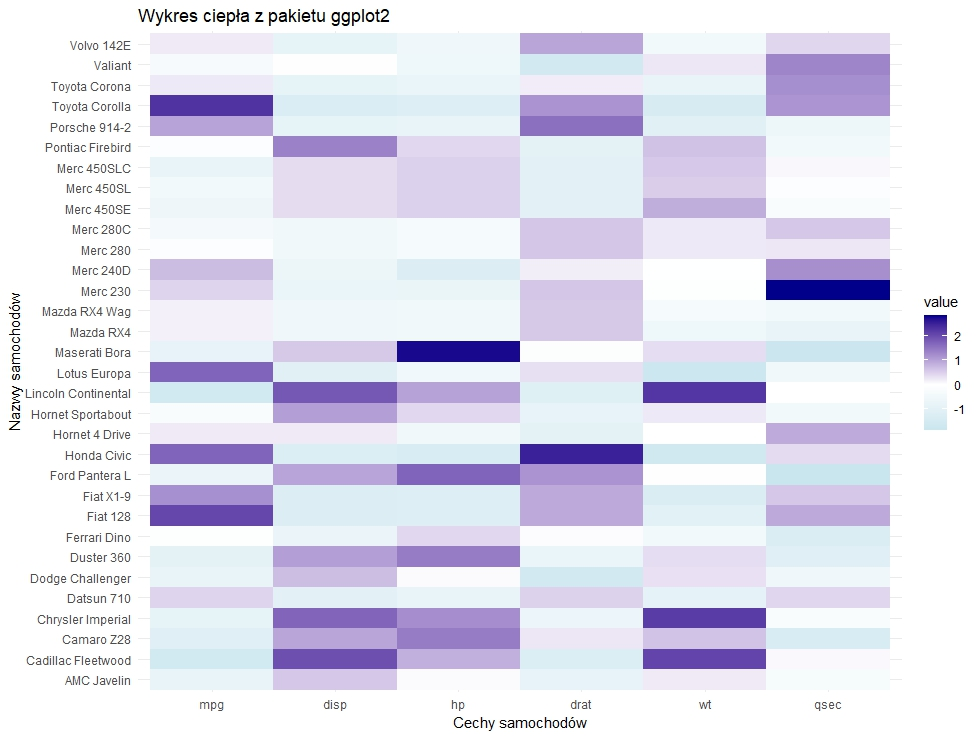 Wykres ciepła z pakietu ggplot2
Nazwy samochodów
Volvo 142E
Valiant
Toyota Corona
Toyota Corolla
Porsche 914-2
Pontiac Firebird
Merc 450SLC
Merc 450SL
Merc 450SE
Merc 280C
Merc 280
Merc 240D
Merc 230
Mazda RX4 Wag
Mazda RX4
Maserati Bora
Lotus Europa
Lincoln Continental
Hornet Sportabout
Hornet 4 Drive
Honda Civic
Ford Pantera L
Fiat X1-9
Fiat 128
Ferrari Dino
Duster 360
Dodge Challenger
Datsun 710
Chrysler Imperial
Camaro Z28
Cadillac Fleetwood
AMC Javelin
mpg disp hp drat wt qsec
Cechy samochodów
value
2
1
0
-1